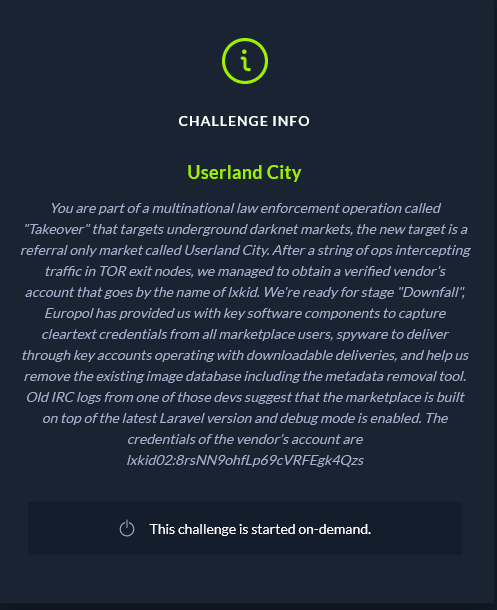 CHALLENGE INFO
Userland City
You are part of a multinational law enforcement operation called
"Takeover" that targets underground darknet markets, the new target is a
referral only market called Userland City. After a string of ops intercepting
traffic in TOR exit nodes, we managed to obtain a verified vendor's
account that goes by the name of lxkid. We're ready for stage "Downfall",
Europol has provided us with key software components to capture
cleartext credentials from all marketplace users, spyware to deliver
through key accounts operating with downloadable deliveries, and help us
remove the existing image database including the metadata removal tool.
Old IRC logs from one of those devs suggest that the marketplace is built
on top of the latest Laravel version and debug mode is enabled. The
credentials of the vendor's account are
lxkid02:8rsNN9ohfLp69cVRFEgk4Qzs
This challenge is started on-demand.